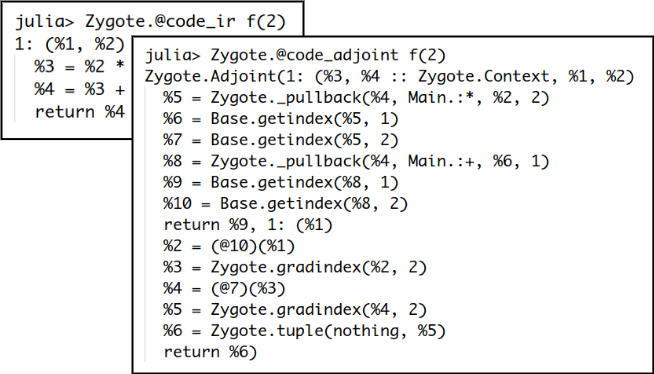 julia> Zygote.@code_ir f(2)
1: (%1, %2)
%3 = %2 *
%4 = %3 +
return %4
julia> Zygote.@code_adjoint f(2)
Zygote.Adjoint(1: (%3, %4 :: Zygote.Context, %1, %2)
%5 = Zygote._pullback(%4, Main.:*, %2, 2)
%6 = Base.getindex(%5, 1)
%7 = Base.getindex(%5, 2)
%8 = Zygote._pullback(%4, Main.:+, %6, 1)
%9 = Base.getindex(%8, 1)
%10 = Base.getindex(%8, 2)
return %9, 1: (%1)
%2 = (@10)(%1)
%3 = Zygote.gradindex(%2, 2)
%4 = (@7)(%3)
%5 = Zygote.gradindex(%4, 2)
%6 = Zygote.tuple(nothing, %5)
return %6)